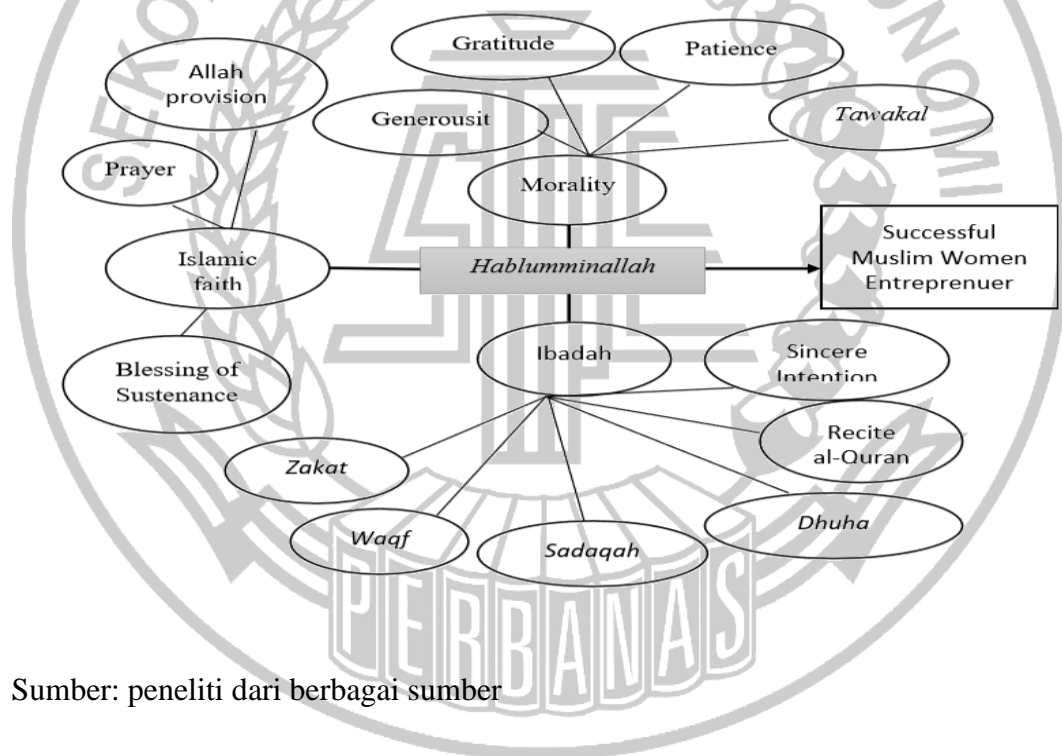 Gratitude
Patience
Allah
provision
Generousit
Tawakal
Prayer
Morality
Islamic
faith
Hablumminallah
Successful
Muslim Women
Entreprenuer
Ibadah
Sincere
Intention
Blessing of
Sustenance
Recite
al-Quran
Zakat
Dhuha
Waqf
Sadaqah
PERBANAS
Sumber: peneliti dari berbagai sumber